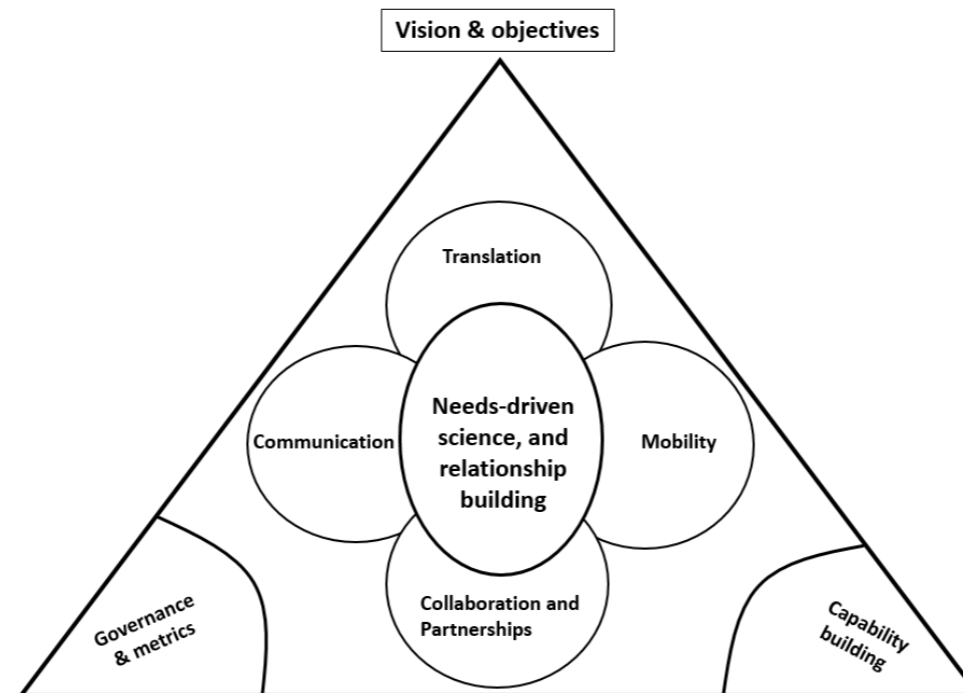 Vision & objectives
Translation
Communication
Needs-driven
science, and
relationship
building
Mobility
Collaboration and
Partnerships
Governance
& metrics
Capability
building